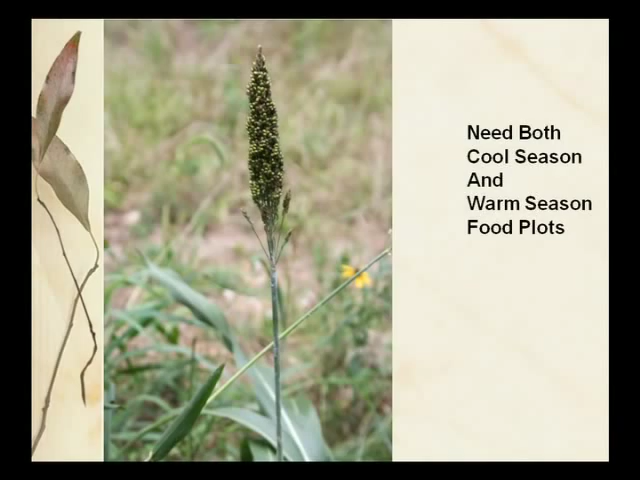 Need Both
Cool Season
And
Warm Season
Food Plots